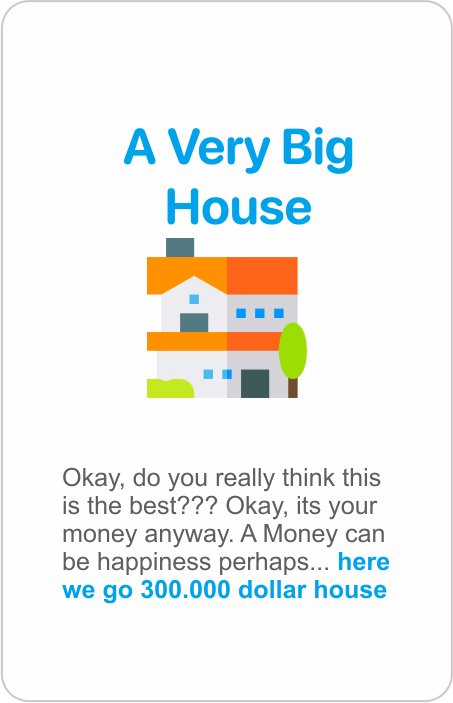 A Very Big
House
Okay, do you really think this
is the best??? Okay, its your
money anyway. A Money can
be happiness perhaps... here
we go 300.000 dollar house